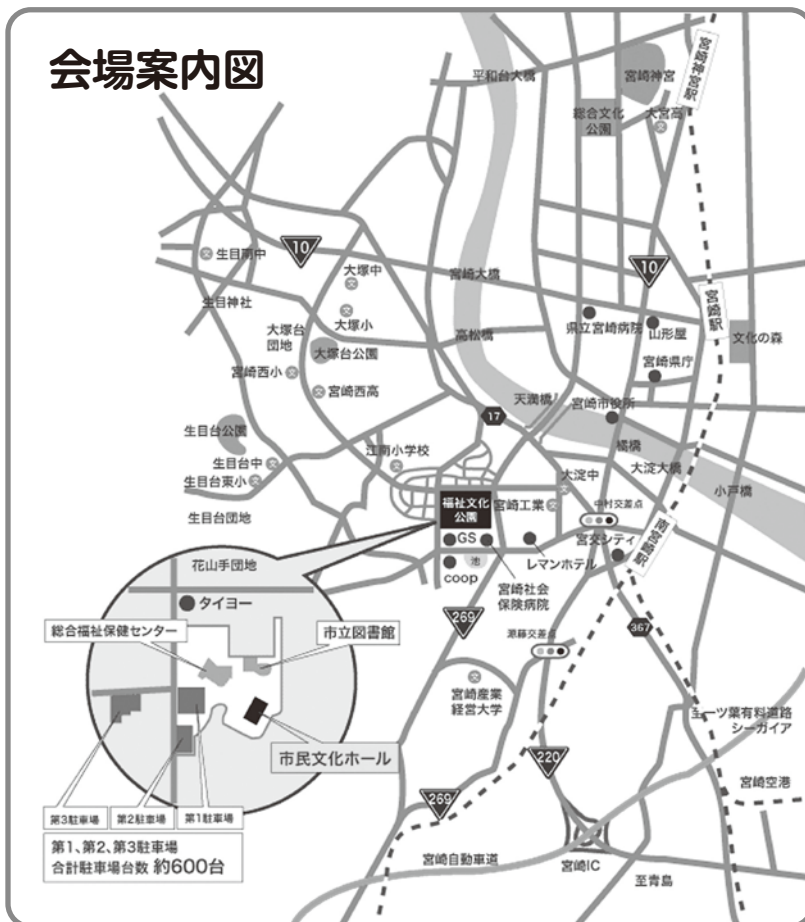 会場案内図
平和台大橋
宮崎神宮
宮崎神宮駅
総合文化
公園
大宮高
文
10
生目南中
文
大塚中
文
宮崎大橋
10
生目神社
大塚小
文
大塚台
団地
大塚台公園
高松橋
県立宮崎病院
山形屋
宮崎駅
文化の森
宮崎西小
文
宮崎西高
文
宮崎県庁
天満橋
宮崎市役所
17
生目台公園
江南小学校
文
橘橋
生目台中
文
生目台東小
文
大淀中
文
大淀大橋
小戸橋
生目台団地
福祉文化
公園
宮崎工業
文
中村交差点
南宮崎駅
GS
池
coop
レマンホテル
宮交シティ
宮崎社会
保険病院
花山手団地
タイヨー
総合福祉保健センター
市立図書館
269
367
源藤交差点
文
宮崎産業
経営大学
至一ツ葉有料道路
シーガイア
市民文化ホール
220
宮崎空港
269
第3駐車場
第2駐車場
第1駐車場
第1、第2、第3駐車場
合計駐車場台数 約600台
宮崎自動車道
宮崎IC
至青島